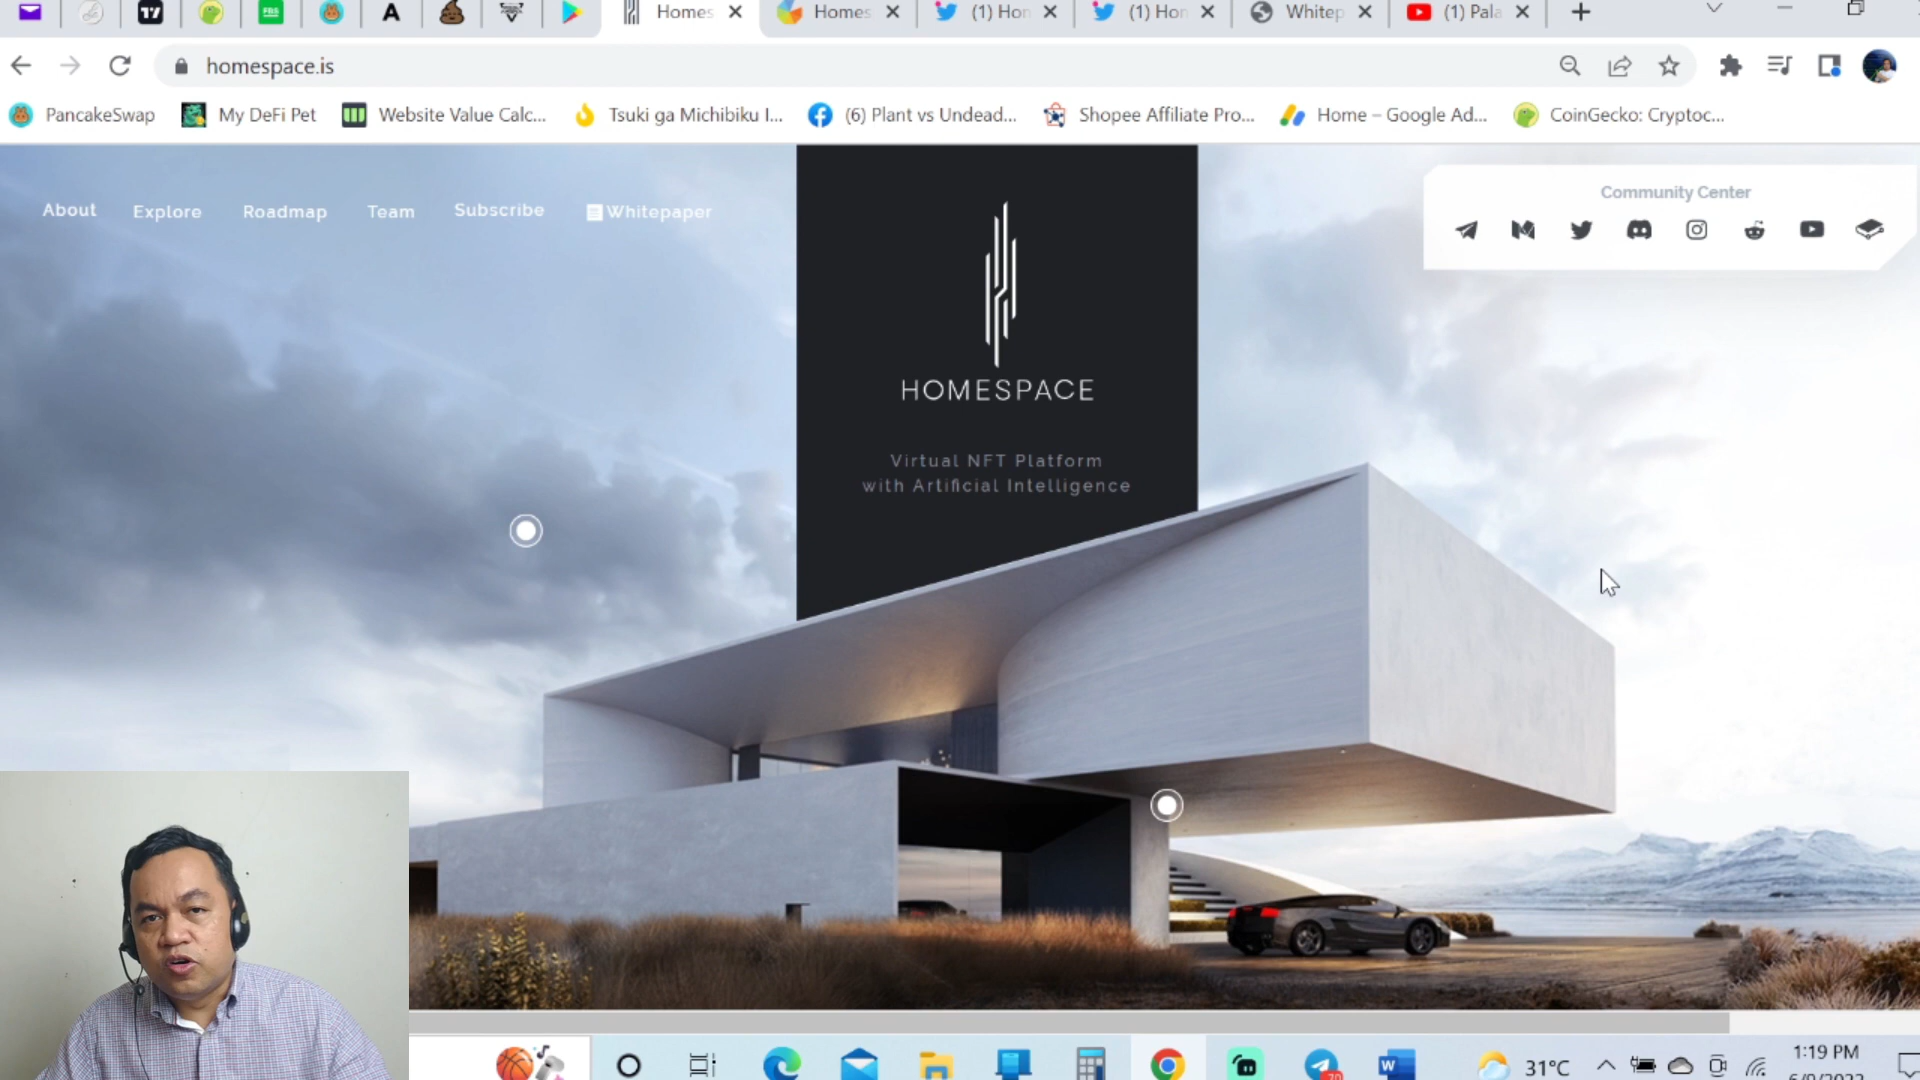 Homes
Homes
(1) Hon
(1) Hor
Whitep
(1) Pala
homespace.is
PancakeSwap
My DeFi Pet
Website Value Calc...
Tsuki ga Michibiku I...
(6) Plant vs Undead...
Shopee Affiliate Pro...
Home – Google Ad...
CoinGecko: Cryptoc...
About
Explore
Roadmap
Team
Subscribe
Whitepaper
Community Center
HOMESPACE
Virtual NFT Platform
with Artificial Intelligence
31°C
1:19 PM